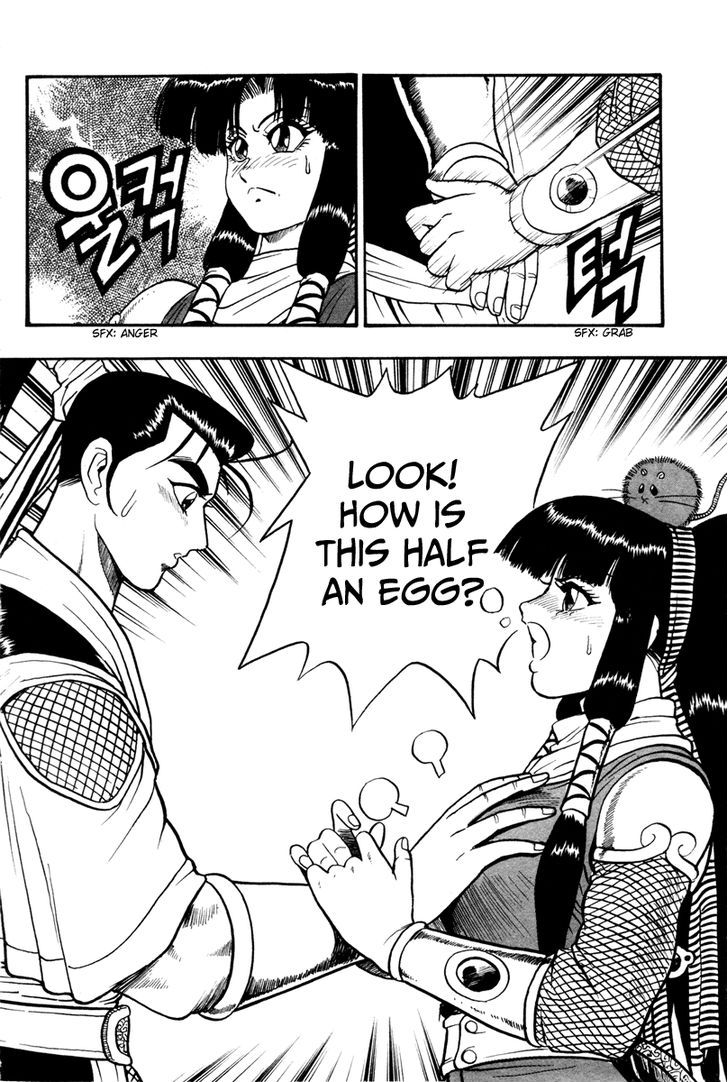 울컥
SFX: ANGER
턱
SFX: GRAB
LOOK!
HOW IS
THIS HALF
AN EGG?